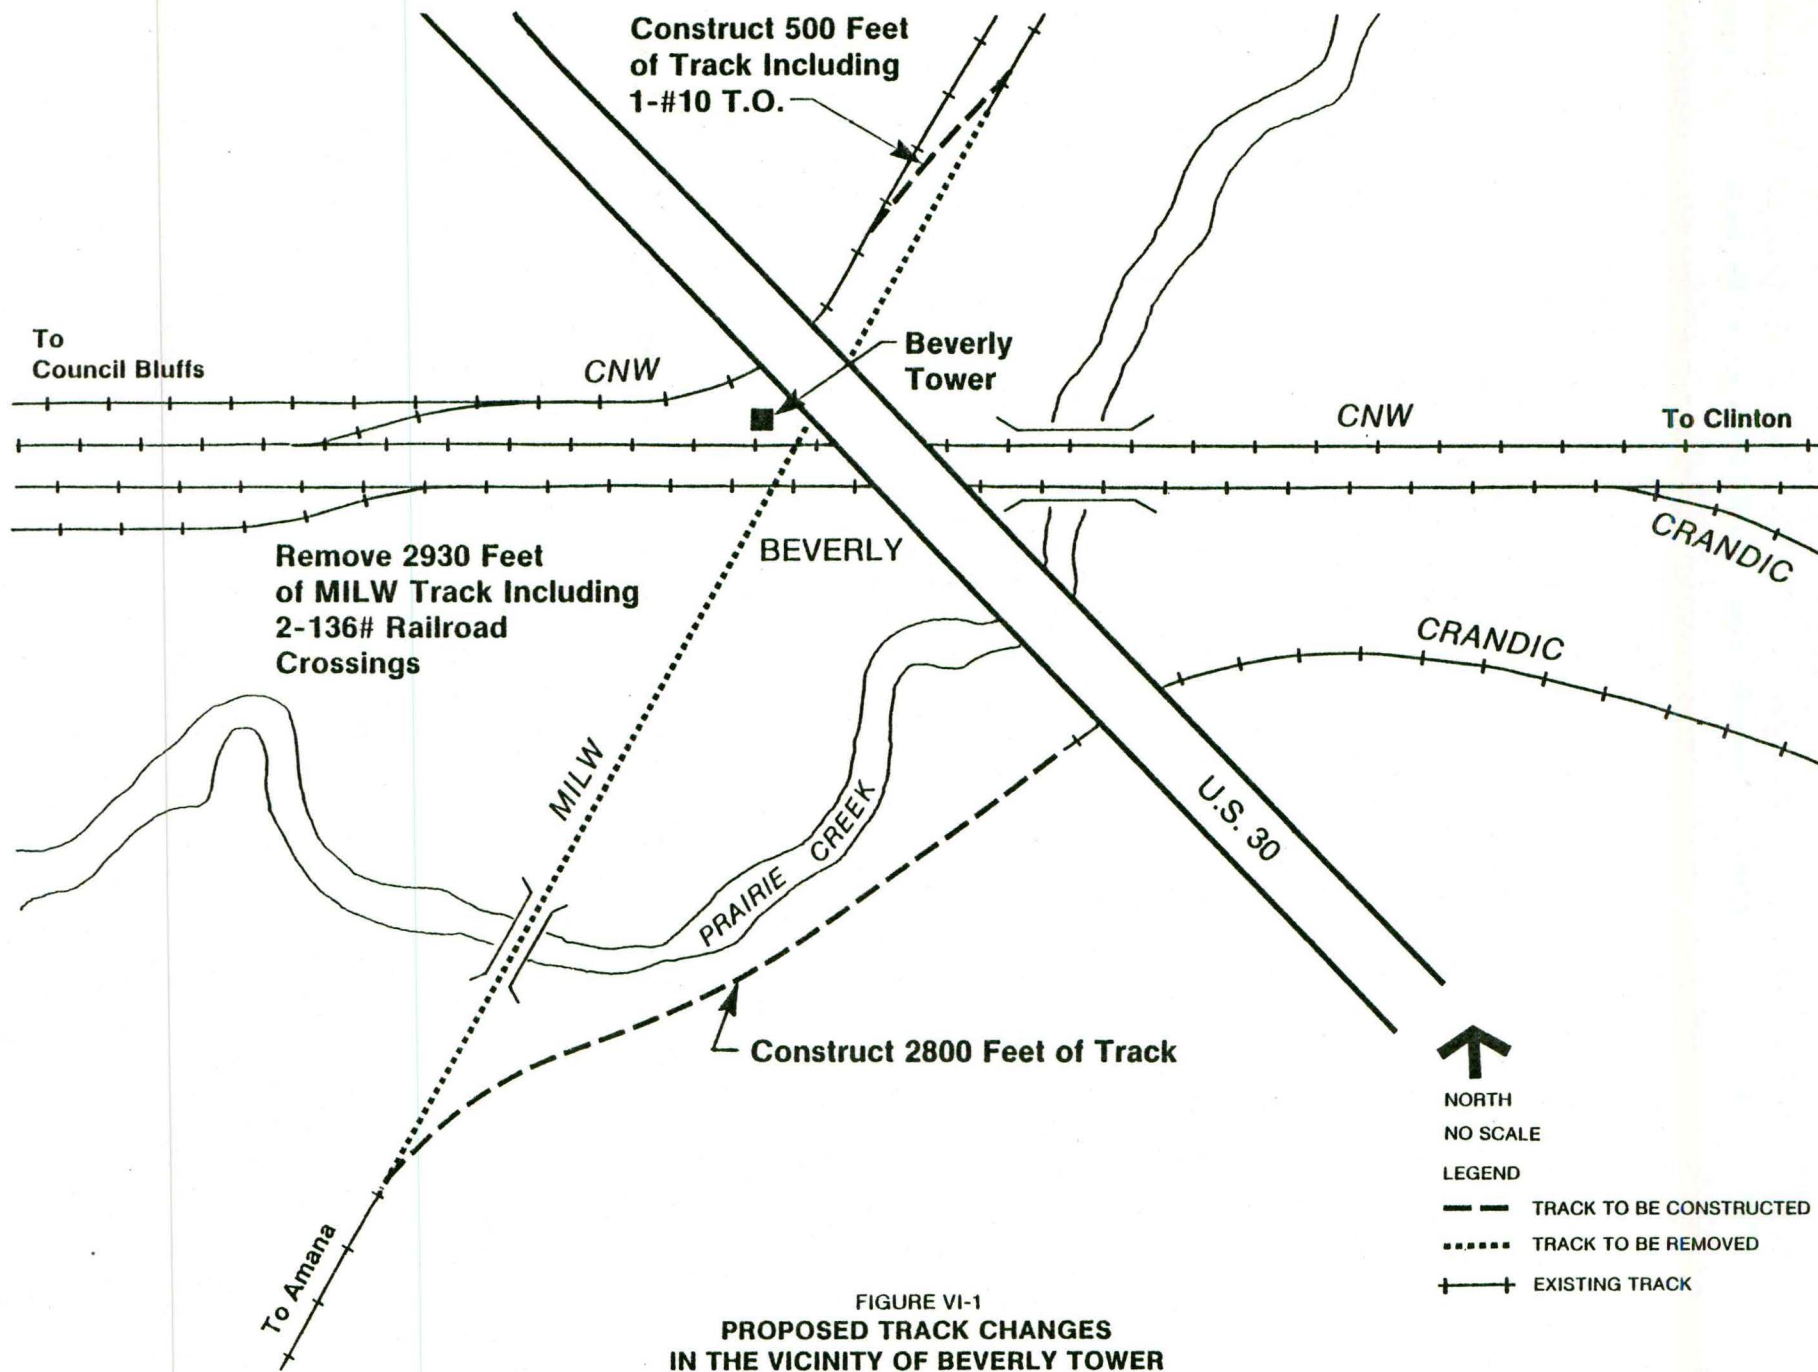 Construct 500 Feet
of Track Including
1-#10 T.O.
To
Council Bluffs
CNW
Beverly
Tower
CNW
To Clinton
CRANDIC
BEVERLY
Remove 2930 Feet
of MILW Track Including
2-136# Railroad
Crossings
CRANDIC
MILW
PRAIRIE CREEK
U.S. 30
Construct 2800 Feet of Track
To Amana
NORTH
NO SCALE
LEGEND
TRACK TO BE CONSTRUCTED
TRACK TO BE REMOVED
EXISTING TRACK
FIGURE VI-1
PROPOSED TRACK CHANGES
IN THE VICINITY OF BEVERLY TOWER